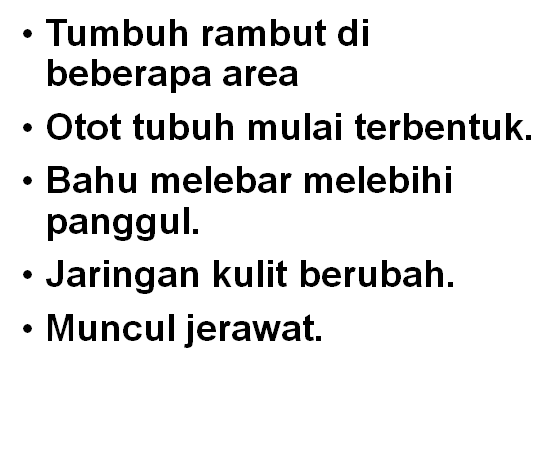 • Tumbuh rambut di
beberapa area
• Otot tubuh mulai terbentuk.
• Bahu melebar melebihi
panggul.
• Jaringan kulit berubah.
• Muncul jerawat.